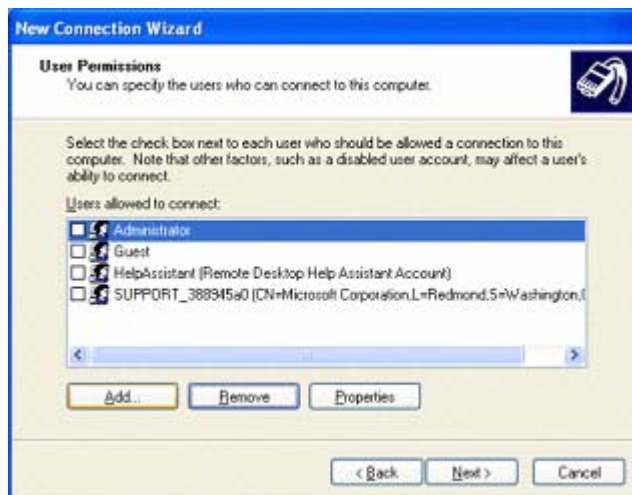 New Connection Wizard
User Permissions
You can specify the users who can connect to this computer.
Select the check box next to each user who should be allowed a connection to this
computer. Note that other factors, such as a disabled user account, may affect a user's
ability to connect.
Users allowed to connect:
Administrator
Guest
HelpAssistant (Remote Desktop Help Assistant Account)
SUPPORT_388945a0 (CN=Microsoft Corporation,L=Redmond,S=Washington,
Add... Remove Properties
< Back Next > Cancel